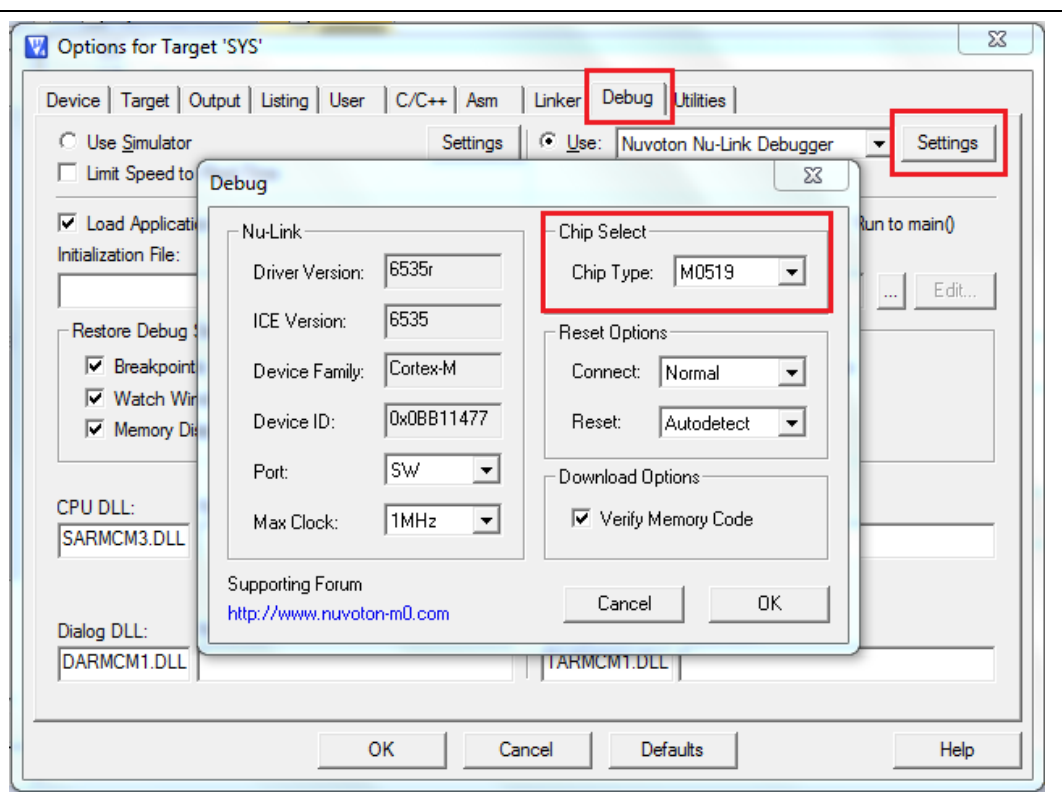 Options for Target 'SYS'
Device Target Output Listing User C/C++ Asm Linker Debug Utilities
Use Simulator Settings Use: Nuvoton Nu-Link Debugger Settings
Limit Speed to
Debug
Load Applicati Run to main()
Initialization File:
Edit...
...
Restore Debug
Breakpoint
Watch Wir
Memory Dis
CPU DLL:
SARMCM3.DLL
Dialog DLL:
DARMCM1.DLL TARMCM1.DLL
Nu-Link
Driver Version: 6535r
ICE Version: 6535
Device Family: Cortex-M
Device ID: 0x0BB11477
Port: SW
Max Clock: 1MHz
Chip Select
Chip Type: M0519
Reset Options
Connect: Normal
Reset: Autodetect
Download Options
Verify Memory Code
Supporting Forum
http://www.nuvoton-m0.com
Cancel OK
OK Cancel Defaults Help